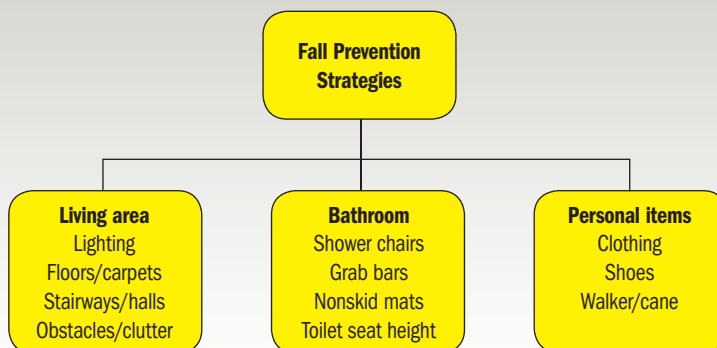 Fall Prevention
Strategies
Living area
Lighting
Floors/carpets
Stairways/halls
Obstacles/clutter
Bathroom
Shower chairs
Grab bars
Nonskid mats
Toilet seat height
Personal items
Clothing
Shoes
Walker/cane